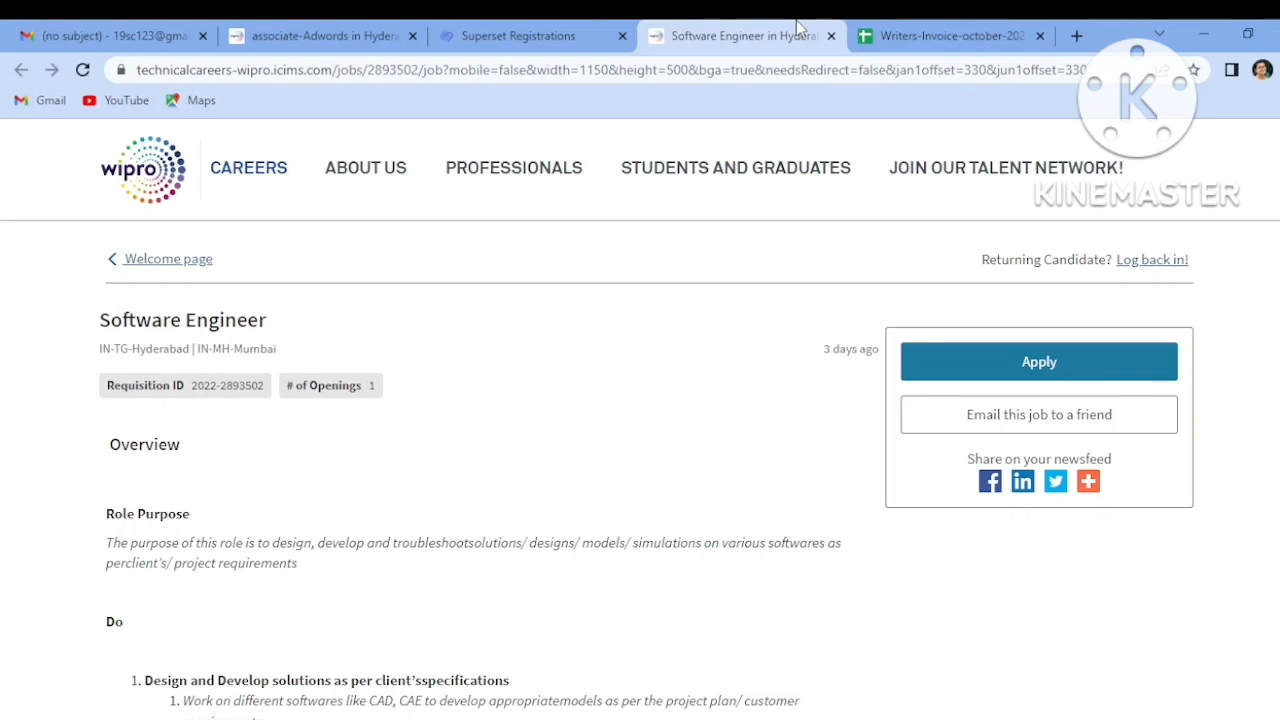 (no subject) - 19sc123@gma
associate-Adwords in Hydera
Superset Registrations
Software Engineer in Hyderal
Writers-Invoice-october-202
technicalcareers-wipro.icims.com/jobs/2893502/job?mobile=false&width=1150&height=500&bga=true&needsRedirect=false&jan1offset=330&jun1offset=330
Gmail
YouTube
Maps
K
KINEMASTER
wipro
CAREERS
ABOUT US
PROFESSIONALS
STUDENTS AND GRADUATES
JOIN OUR TALENT NETWORK!
Welcome page
Returning Candidate? Log back in!
Software Engineer
IN-TG-Hyderabad | IN-MH-Mumbai
3 days ago
Requisition ID 2022-2893502
# of Openings 1
Apply
Email this job to a friend
Share on your newsfeed
Overview
Role Purpose
The purpose of this role is to design, develop and troubleshootsolutions/ designs/ models/ simulations on various softwares as
perclient's/ project requirements
Do
1. Design and Develop solutions as per client'sspecifications
1. Work on different softwares like CAD, CAE to develop appropriatemodels as per the project plan/ customer